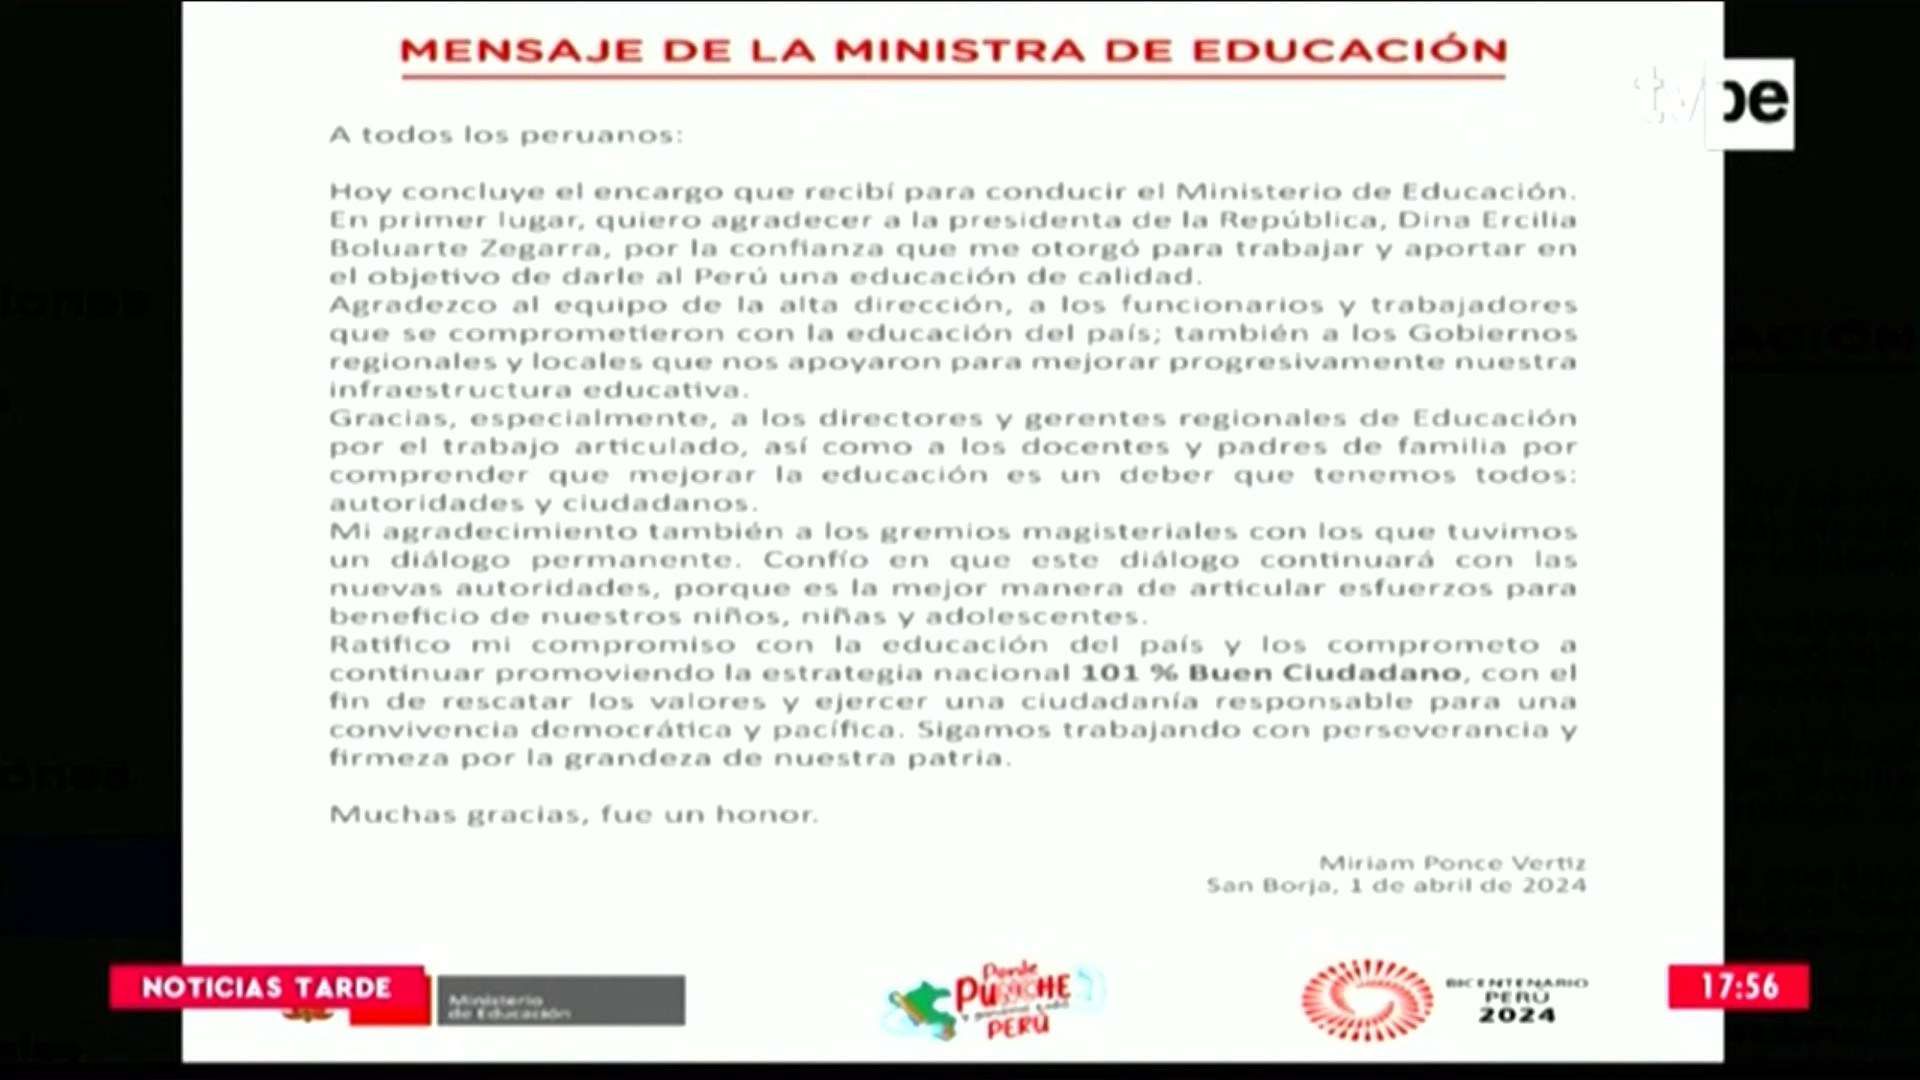 MENSAJE DE LA MINISTRA DE EDUCACIÓN
tvpe
A todos los peruanos:
Hoy concluye el encargo que recibí para conducir el Ministerio de Educación.
En primer lugar, quiero agradecer a la presidenta de la República, Dina Ercilia
Boluarte Zegarra, por la confianza que me otorgó para trabajar y aportar en
el objetivo de darle al Perú una educación de calidad.
Agradezco al equipo de la alta dirección, a los funcionarios y trabajadores
que se comprometieron con la educación del país; también a los Gobiernos
regionales y locales que nos apoyaron para mejorar progresivamente nuestra
infraestructura educativa.
Gracias, especialmente, a los directores y gerentes regionales de Educación
por el trabajo articulado, así como a los docentes y padres de familia por
comprender que mejorar la educación es un deber que tenemos todos:
autoridades y ciudadanos.
Mi agradecimiento también a los gremios magisteriales con los que tuvimos
un diálogo permanente. Confío en que este diálogo continuará con las
nuevas autoridades, porque es la mejor manera de articular esfuerzos para
beneficio de nuestros niños, niñas y adolescentes.
Ratifico mi compromiso con la educación del país y los comprometo a
continuar promoviendo la estrategia nacional 101 % Buen Ciudadano, con el
fin de rescatar los valores y ejercer una ciudadanía responsable para una
convivencia democrática y pacífica. Sigamos trabajando con perseverancia y
firmeza por la grandeza de nuestra patria.
Muchas gracias, fue un honor.
Miriam Ponce Vertiz
San Borja, 1 de abril de 2024
NOTICIAS TARDE
Ministerio
de Educación
PERÚ
BICENTENARIO
PERÚ
2024
17:56